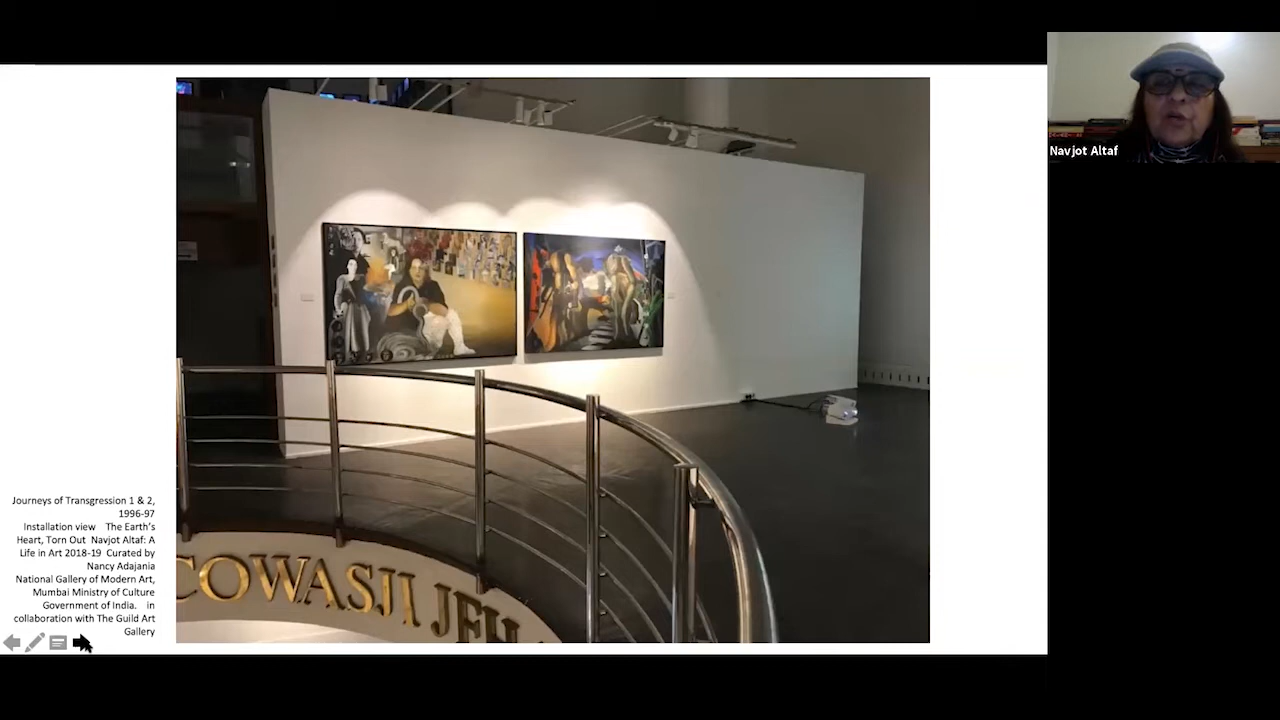 Navjot Altaf
Journeys of Transgression 1 & 2,
1996-97
Installation view The Earth's
Heart, Torn Out Navjot Altaf: A
Life in Art 2018-19 Curated by
Nancy Adajania
National Gallery of Modern Art,
Mumbai Ministry of Culture
Government of India. in
collaboration with The Guild Art
Gallery
COWASJI JEH